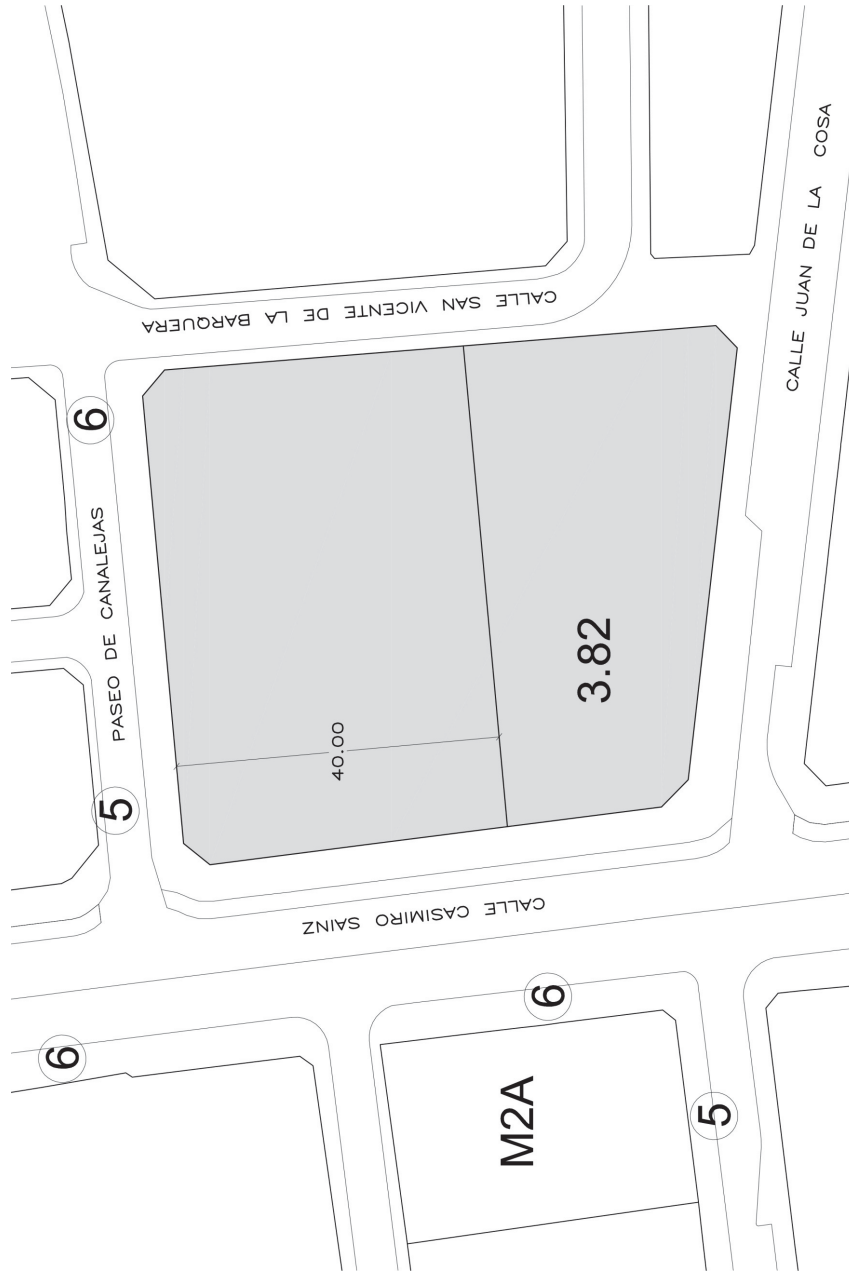 CALLE SAN VICENTE DE LA BARQUERA
CALLE JUAN DE LA COSA
6
PASEO DE CANALEJAS
3.82
40.00
5
CALLE CASIMIRO SAINZ
6
6
M2A
5